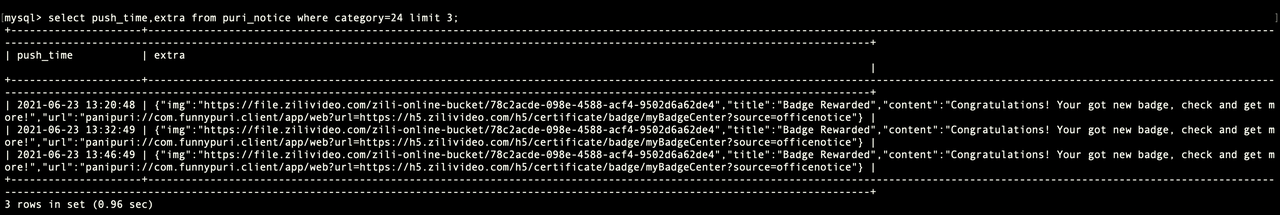 mysql> select push_time,extra from puri_notice where category=24 limit 3;
| push_time | extra |
| 2021-06-23 13:20:48 | {"img":"https://file.zilivideo.com/zili-online-bucket/78c2acde-098e-4588-acf4-9502d6a62de4","title":"Badge Rewarded","content":"Congratulations! Your got new badge, check and get m
ore!","url":"panipuri://com.funnypuri.client/app/web?url=https://h5.zilivideo.com/h5/certificate/badge/myBadgeCenter?source=officenotice"} |
| 2021-06-23 13:32:49 | {"img":"https://file.zilivideo.com/zili-online-bucket/78c2acde-098e-4588-acf4-9502d6a62de4","title":"Badge Rewarded","content":"Congratulations! Your got new badge, check and get m
ore!","url":"panipuri://com.funnypuri.client/app/web?url=https://h5.zilivideo.com/h5/certificate/badge/myBadgeCenter?source=officenotice"} |
| 2021-06-23 13:46:49 | {"img":"https://file.zilivideo.com/zili-online-bucket/78c2acde-098e-4588-acf4-9502d6a62de4","title":"Badge Rewarded","content":"Congratulations! Your got new badge, check and get m
ore!","url":"panipuri://com.funnypuri.client/app/web?url=https://h5.zilivideo.com/h5/certificate/badge/myBadgeCenter?source=officenotice"} |
3 rows in set (0.96 sec)